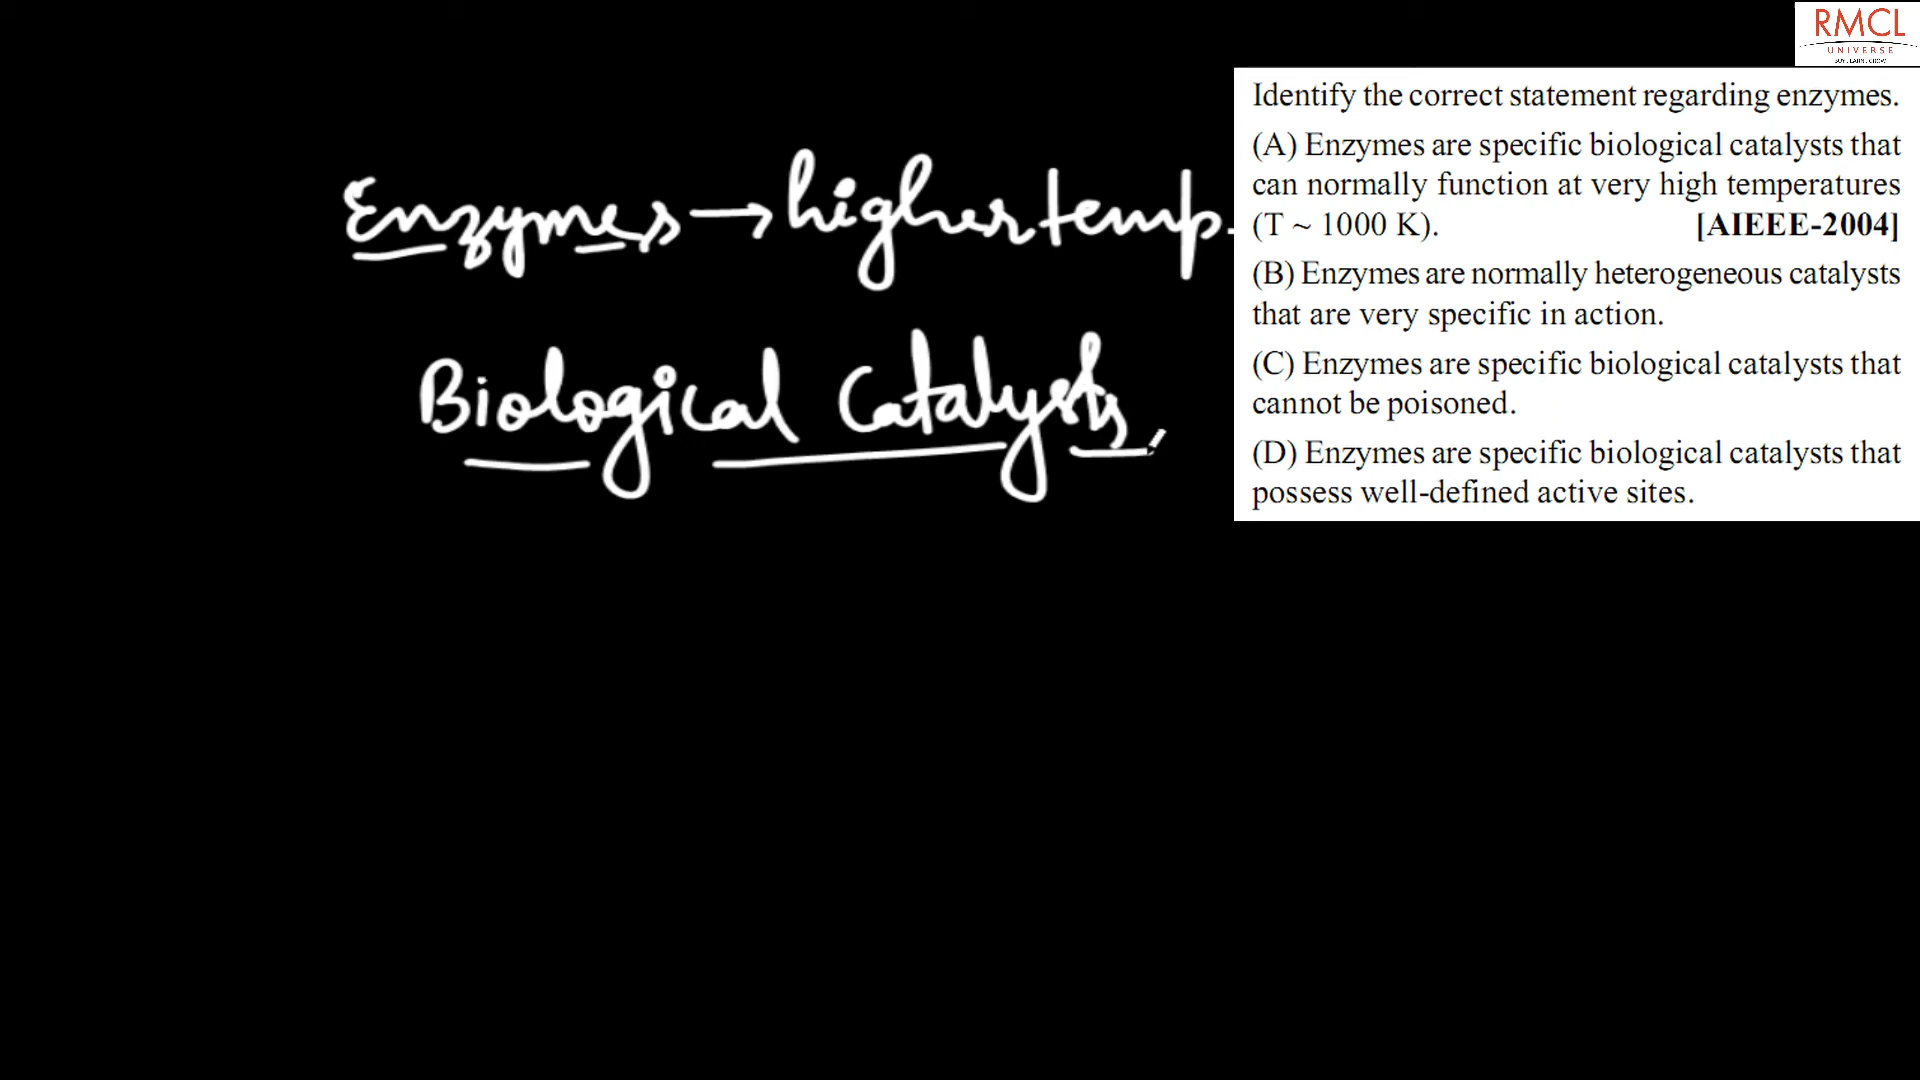 RMCL
UNIVERSE
Identify the correct statement regarding enzymes.
(A) Enzymes are specific biological catalysts that
can normally function at very high temperatures
(T ~ 1000 K). [AIEEE-2004]
(B) Enzymes are normally heterogeneous catalysts
that are very specific in action.
(C) Enzymes are specific biological catalysts that
cannot be poisoned.
(D) Enzymes are specific biological catalysts that
possess well-defined active sites.
Enzymes → higher temp.
Biological Catalysts,